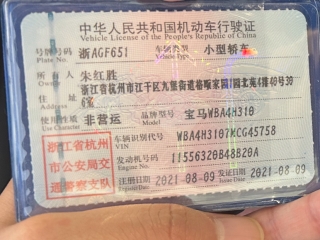 中华人民共和国机动车行驶证
Vehicle License of the People's Republic of China
号牌号码 浙AGF651 车辆类型 小型轿车
Plate No. Vehicle Type
所有人 朱红胜
Owner
住址 浙江省杭州市江干区九堡街道
Address
使用性质 非营运 品牌型号 宝马WBA4H310
Use Character Model
浙江省杭州市公安局交通警察支队
车辆识别代号 WBA4H3107KCG45758
VIN
发动机号码 11556320B48B20A
Engine No.
注册日期 2021-08-09 发证日期 2021-08-09
Register Date Issue Date